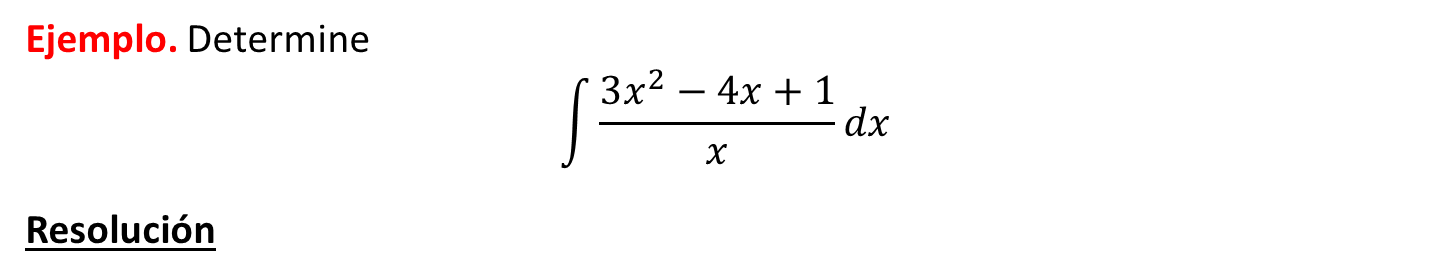 Ejemplo. Determine
∫ (3x² − 4x + 1)/x dx
Resolución